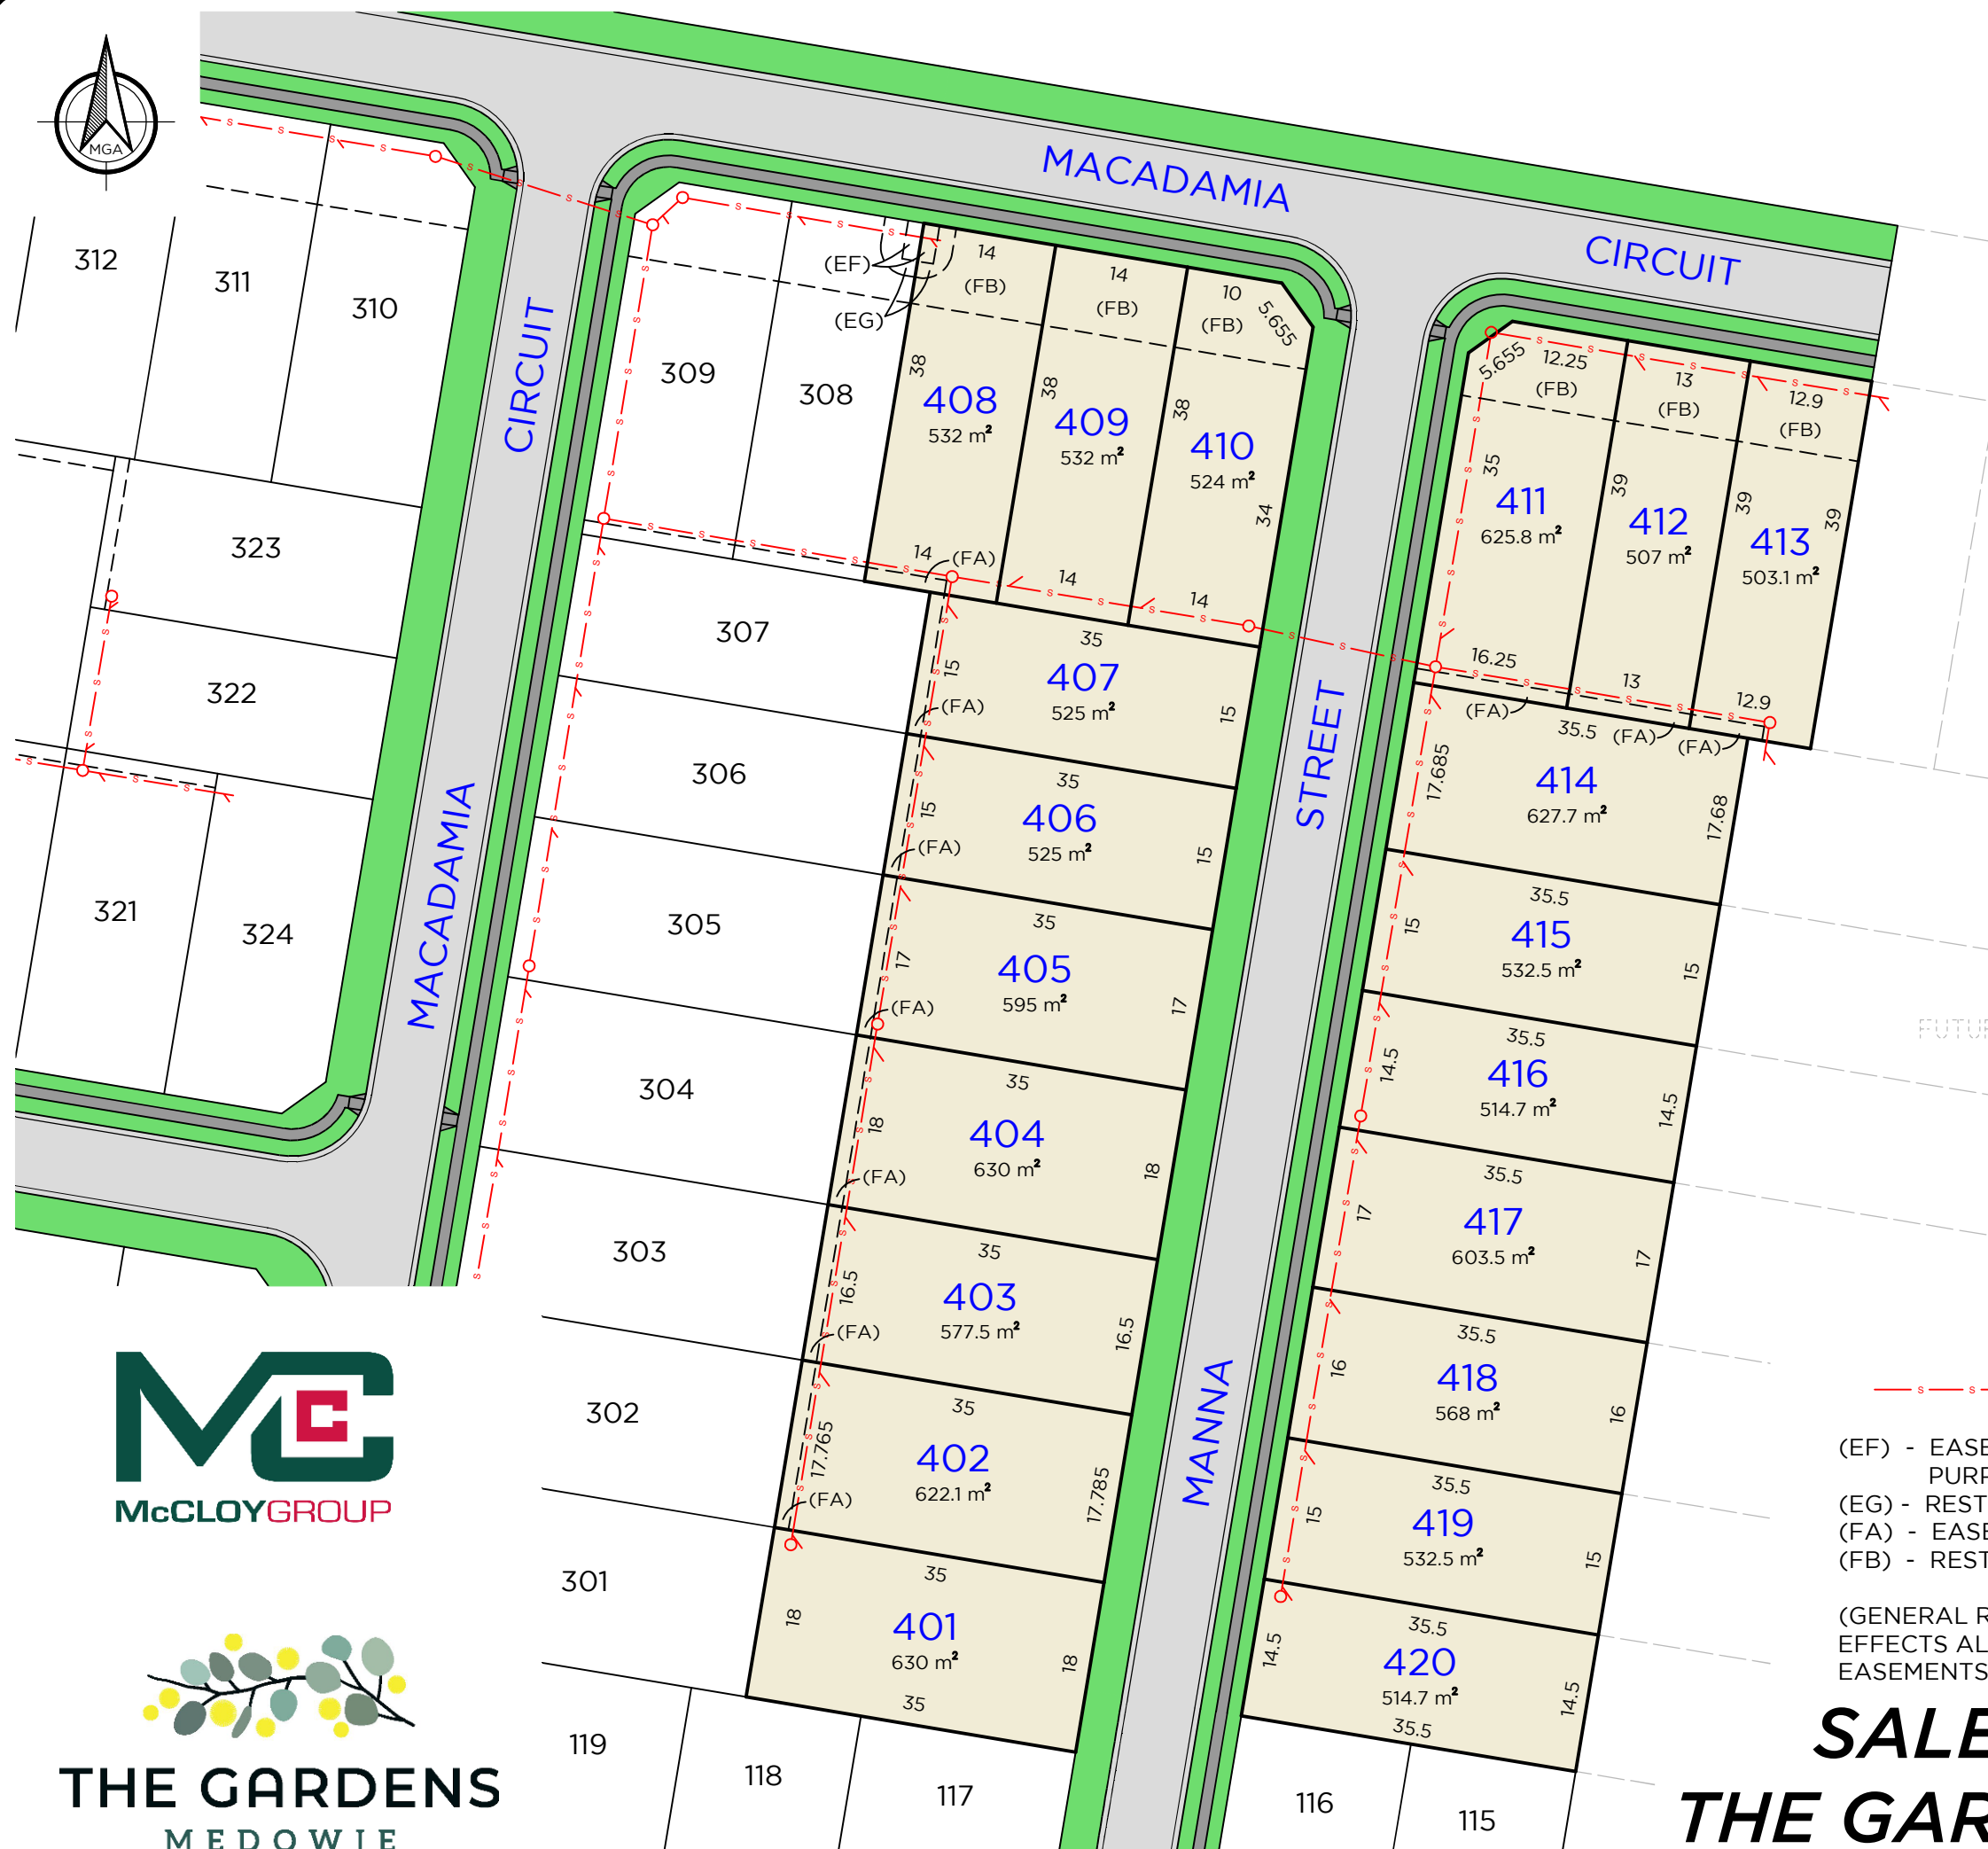 MGA
MACADAMIA
CIRCUIT
CIRCUIT
MACADAMIA
STREET
MANNA
312
311
310
309
308
(EF)
(EG)
14
(FB)
38
408
532 m²
14
(FA)
14
(FB)
38
409
532 m²
14
10
(FB)
5.655
38
410
524 m²
34
14
5.655
12.25
(FB)
35
411
625.8 m²
16.25
(FA)
13
(FB)
39
412
507 m²
13
(FA)
12.9
(FB)
39
413
503.1 m²
39
12.9
(FA)
323
322
321
324
307
306
305
304
303
302
301
35
15
407
525 m²
15
(FA)
35
15
406
525 m²
15
(FA)
35
17
405
595 m²
17
(FA)
35
18
404
630 m²
18
(FA)
35
16.5
403
577.5 m²
16.5
(FA)
35
17.765
402
622.1 m²
17.785
(FA)
35
18
401
630 m²
18
35
35.5
17.685
414
627.7 m²
17.68
35.5
15
415
532.5 m²
15
35.5
14.5
416
514.7 m²
14.5
35.5
17
417
603.5 m²
17
35.5
16
418
568 m²
16
35.5
15
419
532.5 m²
15
35.5
14.5
420
514.7 m²
14.5
35.5
119
118
117
116
115
FUTU
McCLOYGROUP
THE GARDENS
MEDOWIE
S S
(EF) - EASE
PURP
(EG) - REST
(FA) - EASE
(FB) - REST
(GENERAL R
EFFECTS AL
EASEMENTS
SALE
THE GAR